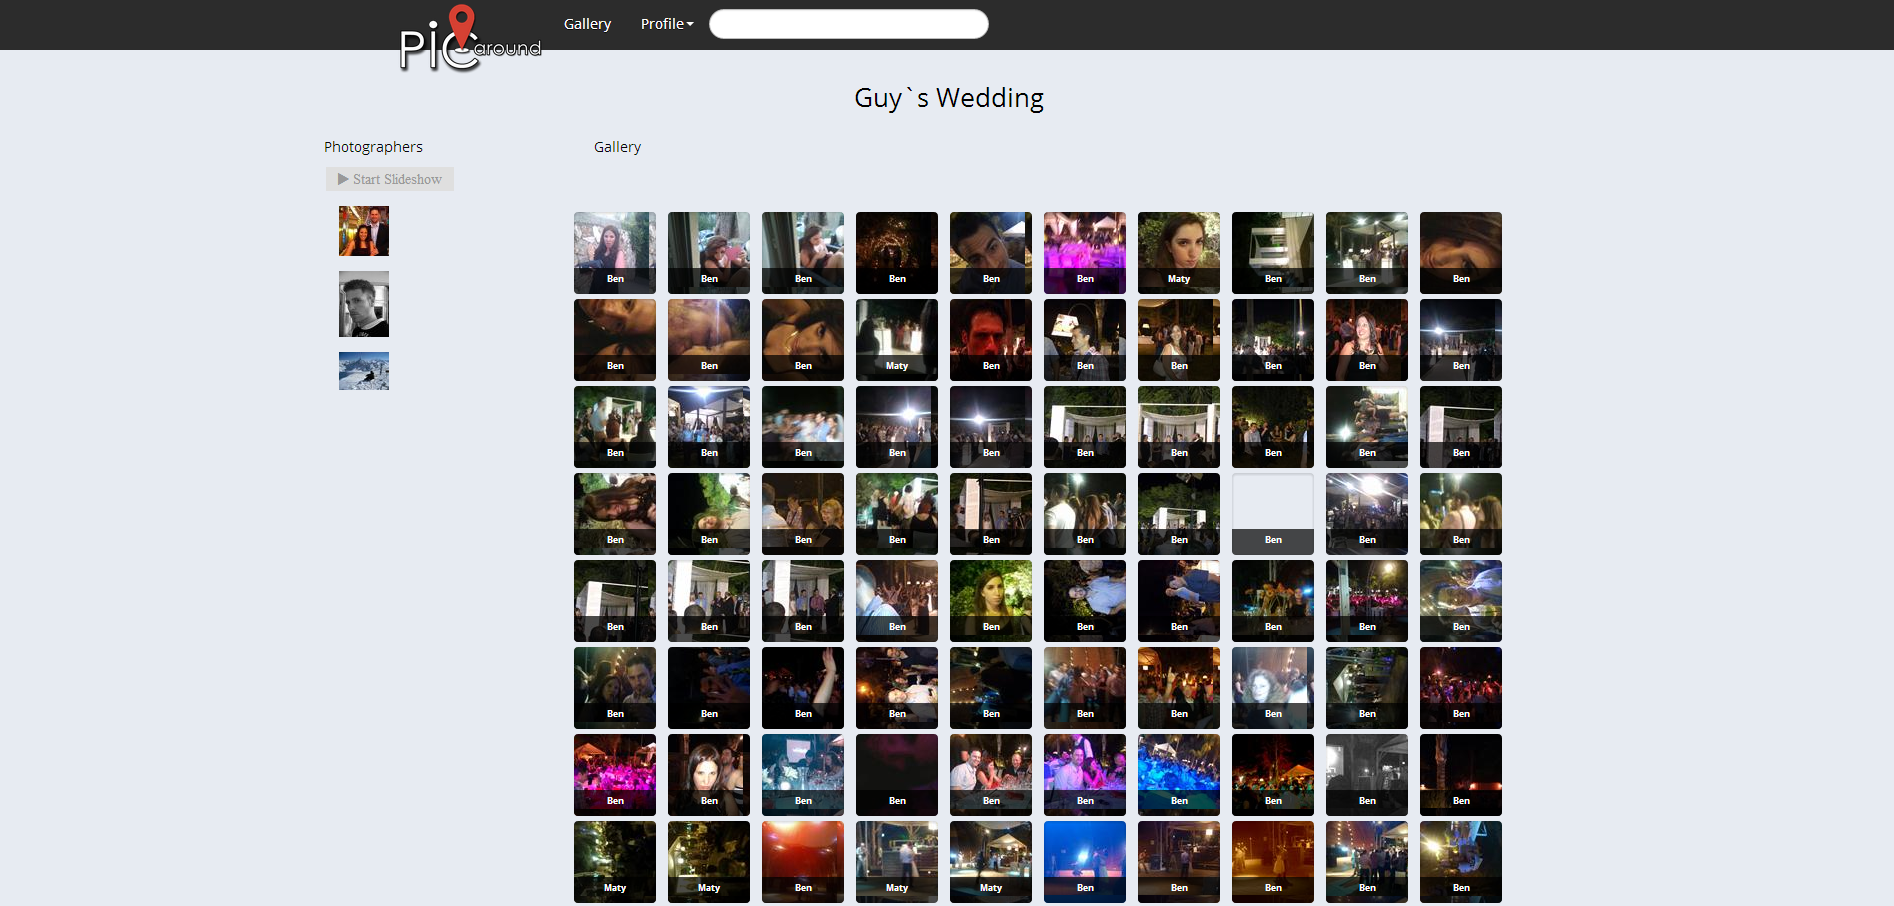 Pic around
Gallery Profile
Guy`s Wedding
Photographers
Gallery
Start Slideshow
Ben Ben Ben Ben Ben Ben Maty Ben Ben Ben
Ben Ben Ben Maty Ben Ben Ben Ben Ben Ben
Ben Ben Ben Ben Ben Ben Ben Ben Ben Ben
Ben Ben Ben Ben Ben Ben Ben Ben Ben Ben
Ben Ben Ben Ben Ben Ben Ben Ben Ben Ben
Ben Ben Ben Ben Ben Ben Ben Ben Ben Ben
Ben Ben Ben Ben Ben Ben Ben Ben Ben Ben
Maty Maty Ben Maty Maty Ben Ben Ben Ben Ben